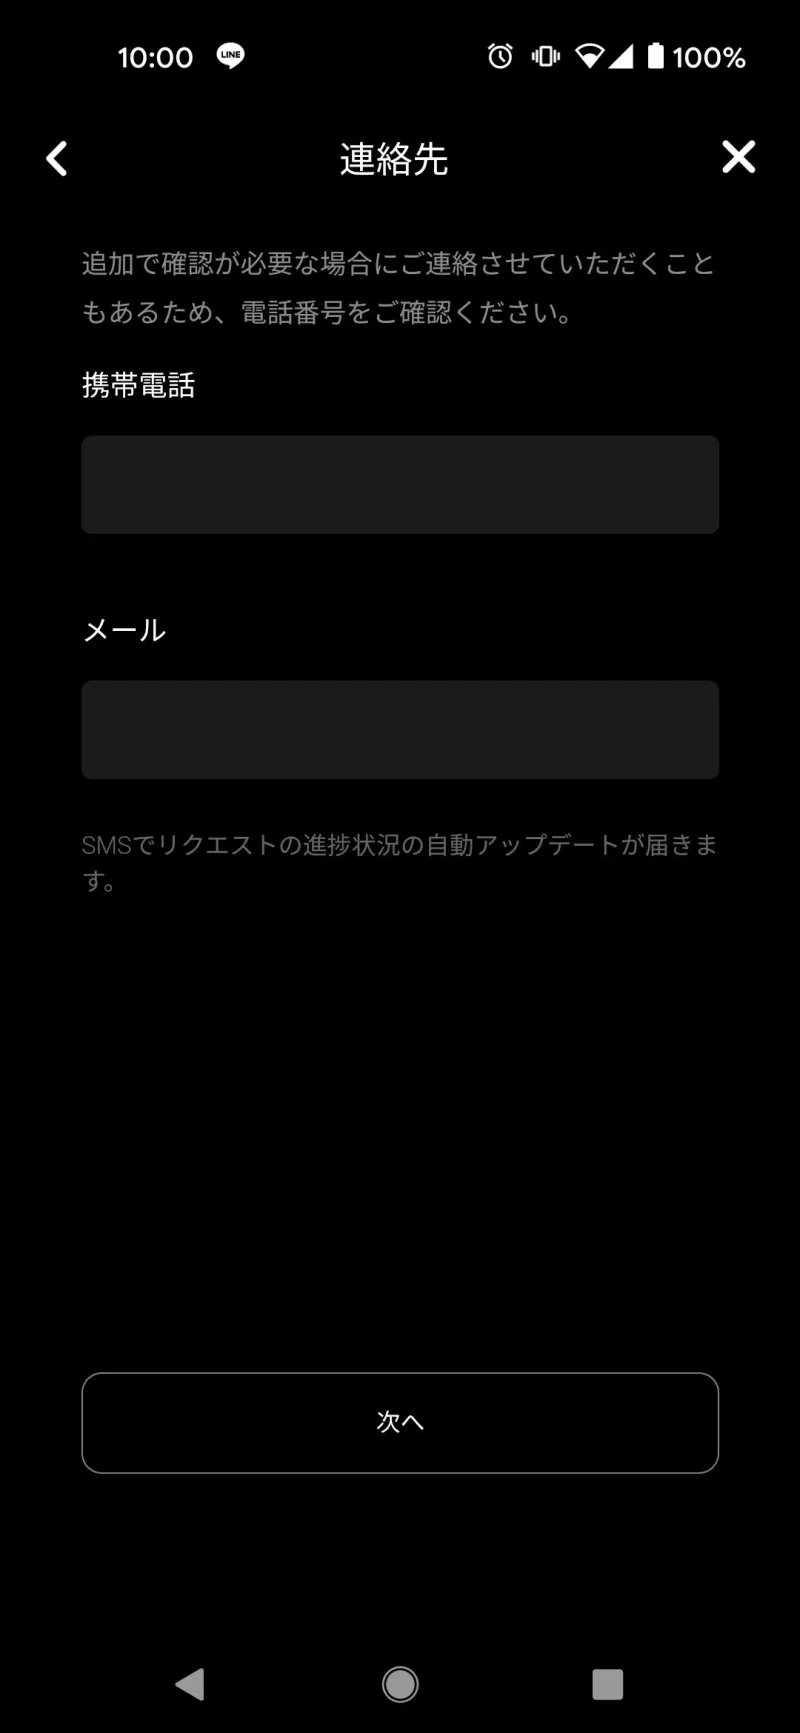 10:00 LINE 100%
連絡先
追加で確認が必要な場合にご連絡させていただくこと
もあるため、電話番号をご確認ください。
携帯電話
メール
SMSでリクエストの進捗状況の自動アップデートが届きま
す。
次へ